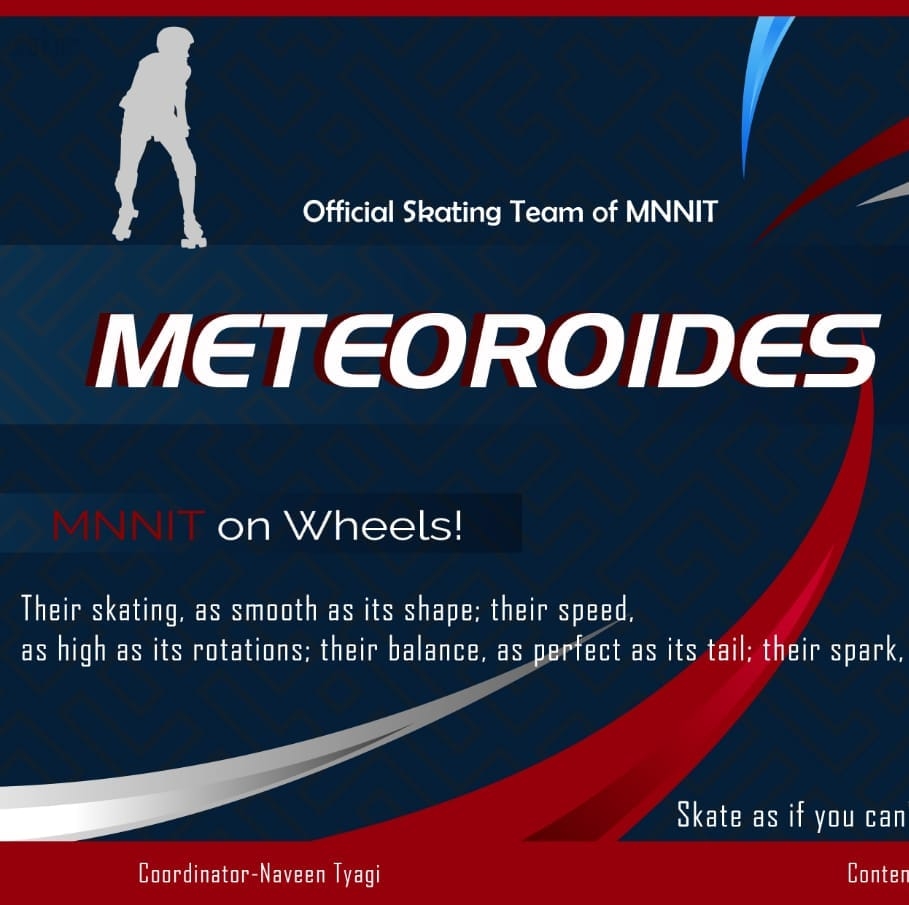 Official Skating Team of MNNIT
METEOROIDES
MNNIT on Wheels!
Their skating, as smooth as its shape; their speed,
as high as its rotations; their balance, as perfect as its tail; their spark,
Skate as if you can
Coordinator-Naveen Tyagi
Conten